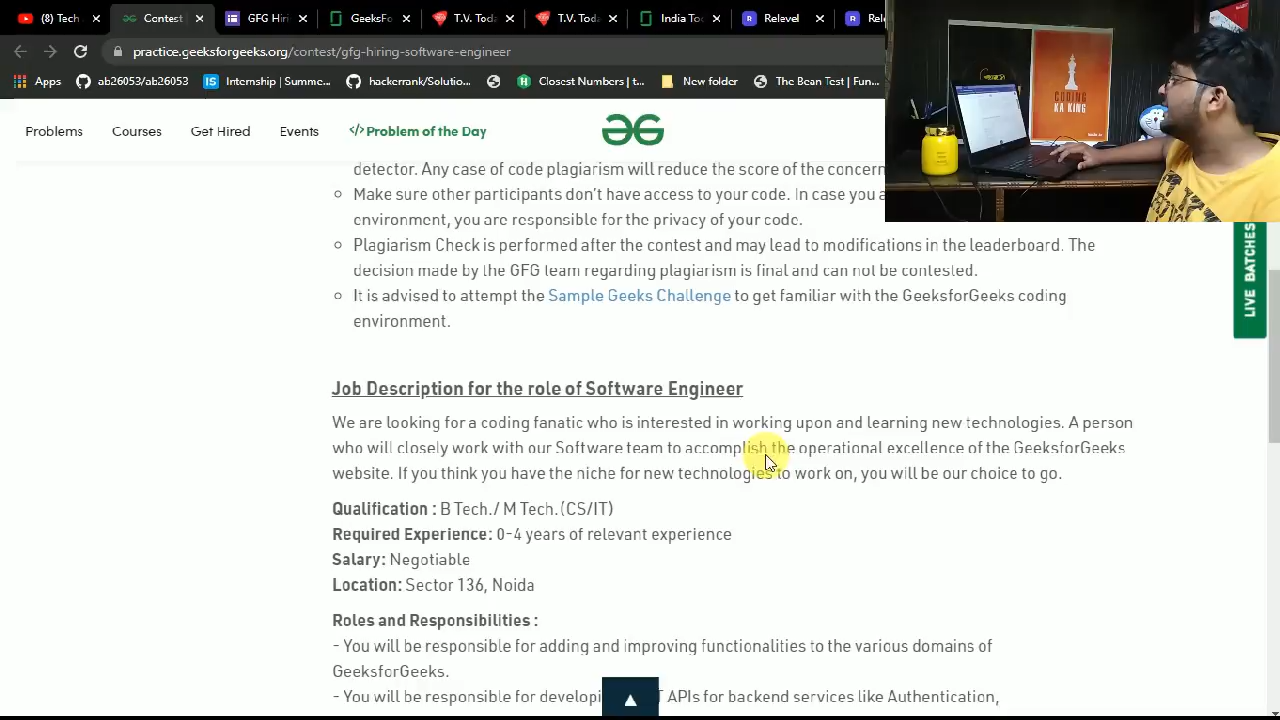 (8) Tech
Contest
GFG Hiri
GeeksFo
T.V. Toda
T.V. Toda
India Too
Relevel
Rel
practice.geeksforgeeks.org/contest/gfg-hiring-software-engineer
Apps
ab26053/ab26053
IS
Internship (Summe...
hackerrank/Solutio...
Closest Numbers | t...
New folder
The Bean Test | Fun...
Problems
Courses
Get Hired
Events
</> Problem of the Day
CODING
KA KING
LIVE BATCHES
detector. Any case of code plagiarism will reduce the score of the concern
Make sure other participants don't have access to your code. In case you a
environment, you are responsible for the privacy of your code.
Plagiarism Check is performed after the contest and may lead to modifications in the leaderboard. The
decision made by the GFG team regarding plagiarism is final and can not be contested.
It is advised to attempt the Sample Geeks Challenge to get familiar with the GeeksforGeeks coding
environment.
Job Description for the role of Software Engineer
We are looking for a coding fanatic who is interested in working upon and learning new technologies. A person
who will closely work with our Software team to accomplish the operational excellence of the GeeksforGeeks
website. If you think you have the niche for new technologies to work on, you will be our choice to go.
Qualification : B Tech./ M Tech.(CS/IT)
Required Experience: 0-4 years of relevant experience
Salary: Negotiable
Location: Sector 136, Noida
Roles and Responsibilities :
- You will be responsible for adding and improving functionalities to the various domains of
GeeksforGeeks.
- You will be responsible for developi T APIs for backend services like Authentication,